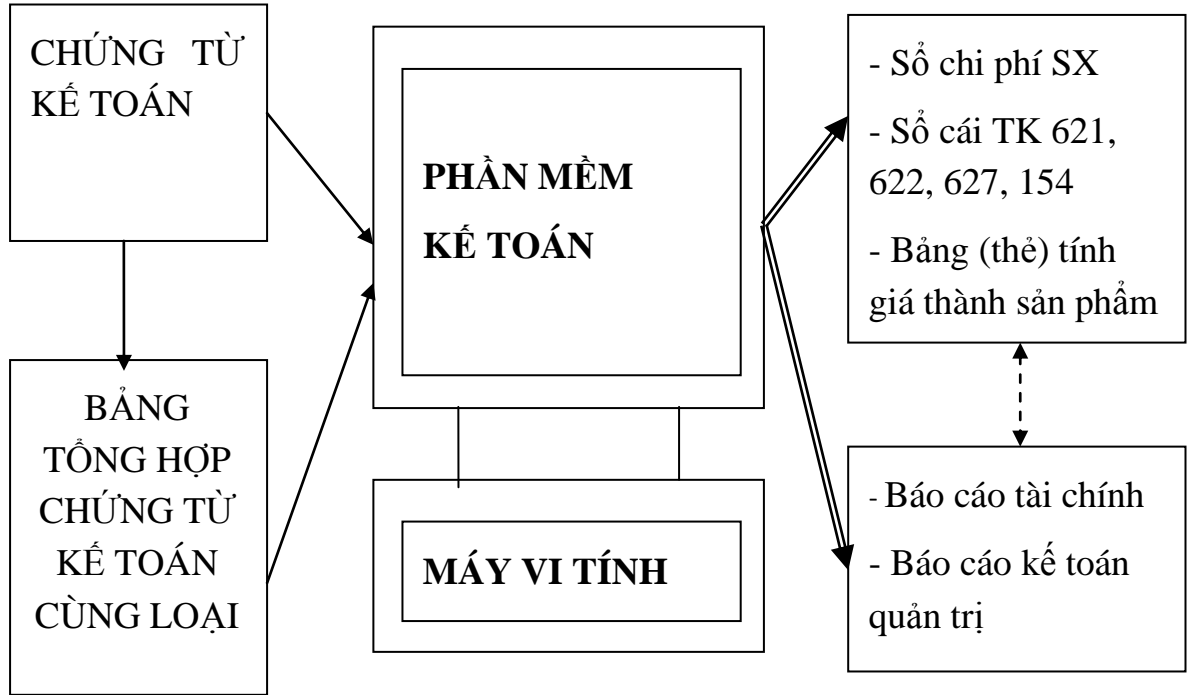 CHỨNG TỪ
KẾ TOÁN
BẢNG
TỔNG HỢP
CHỨNG TỪ
KẾ TOÁN
CÙNG LOẠI
PHẦN MỀM
KẾ TOÁN
MÁY VI TÍNH
- Sổ chi phí SX
- Sổ cái TK 621,
622, 627, 154
- Bảng (thẻ) tính
giá thành sản phẩm
- Báo cáo tài chính
- Báo cáo kế toán
quản trị